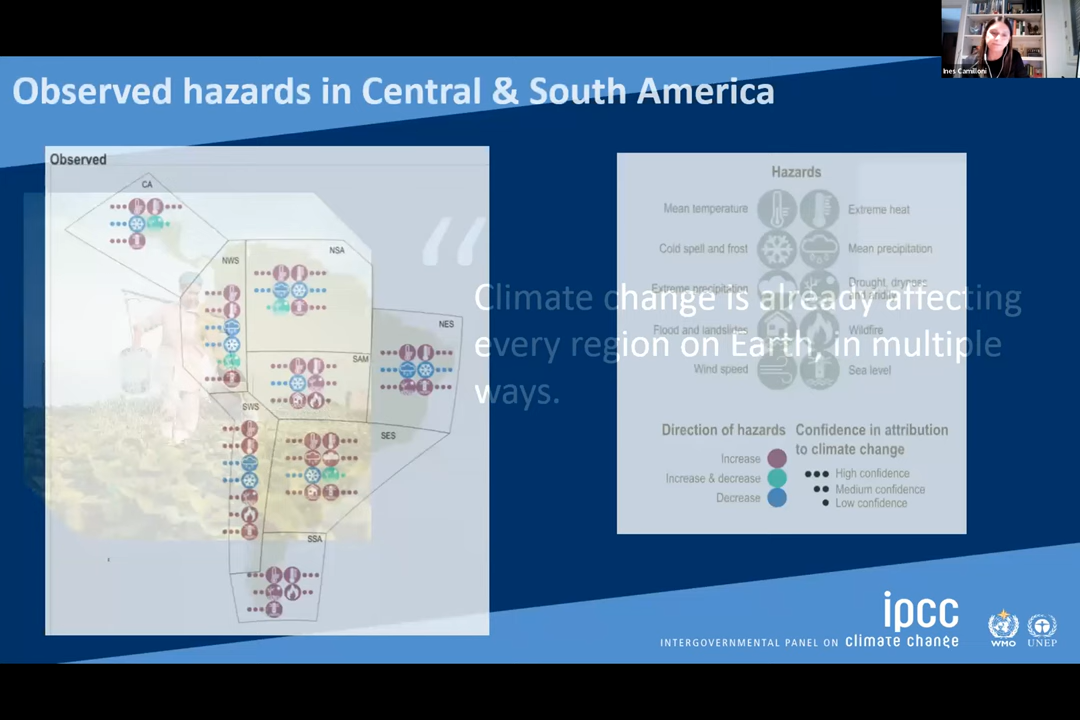 Ines Camilloni
Observed hazards in Central & South America
Observed
CA
NWS
NSA
NES
SAM
SWS
SES
SSA
“
Climate change is already affecting
every region on Earth, in multiple
ways.
Hazards
Mean temperature
Extreme heat
Cold spell and frost
Mean precipitation
Extreme precipitation
Drought, dryness
and aridity
Flood and landslides
Wildfire
Wind speed
Sea level
Direction of hazards
Increase
Increase & decrease
Decrease
Confidence in attribution
to climate change
High confidence
Medium confidence
Low confidence
ipcc
INTERGOVERNMENTAL PANEL ON climate change
WMO
UNEP